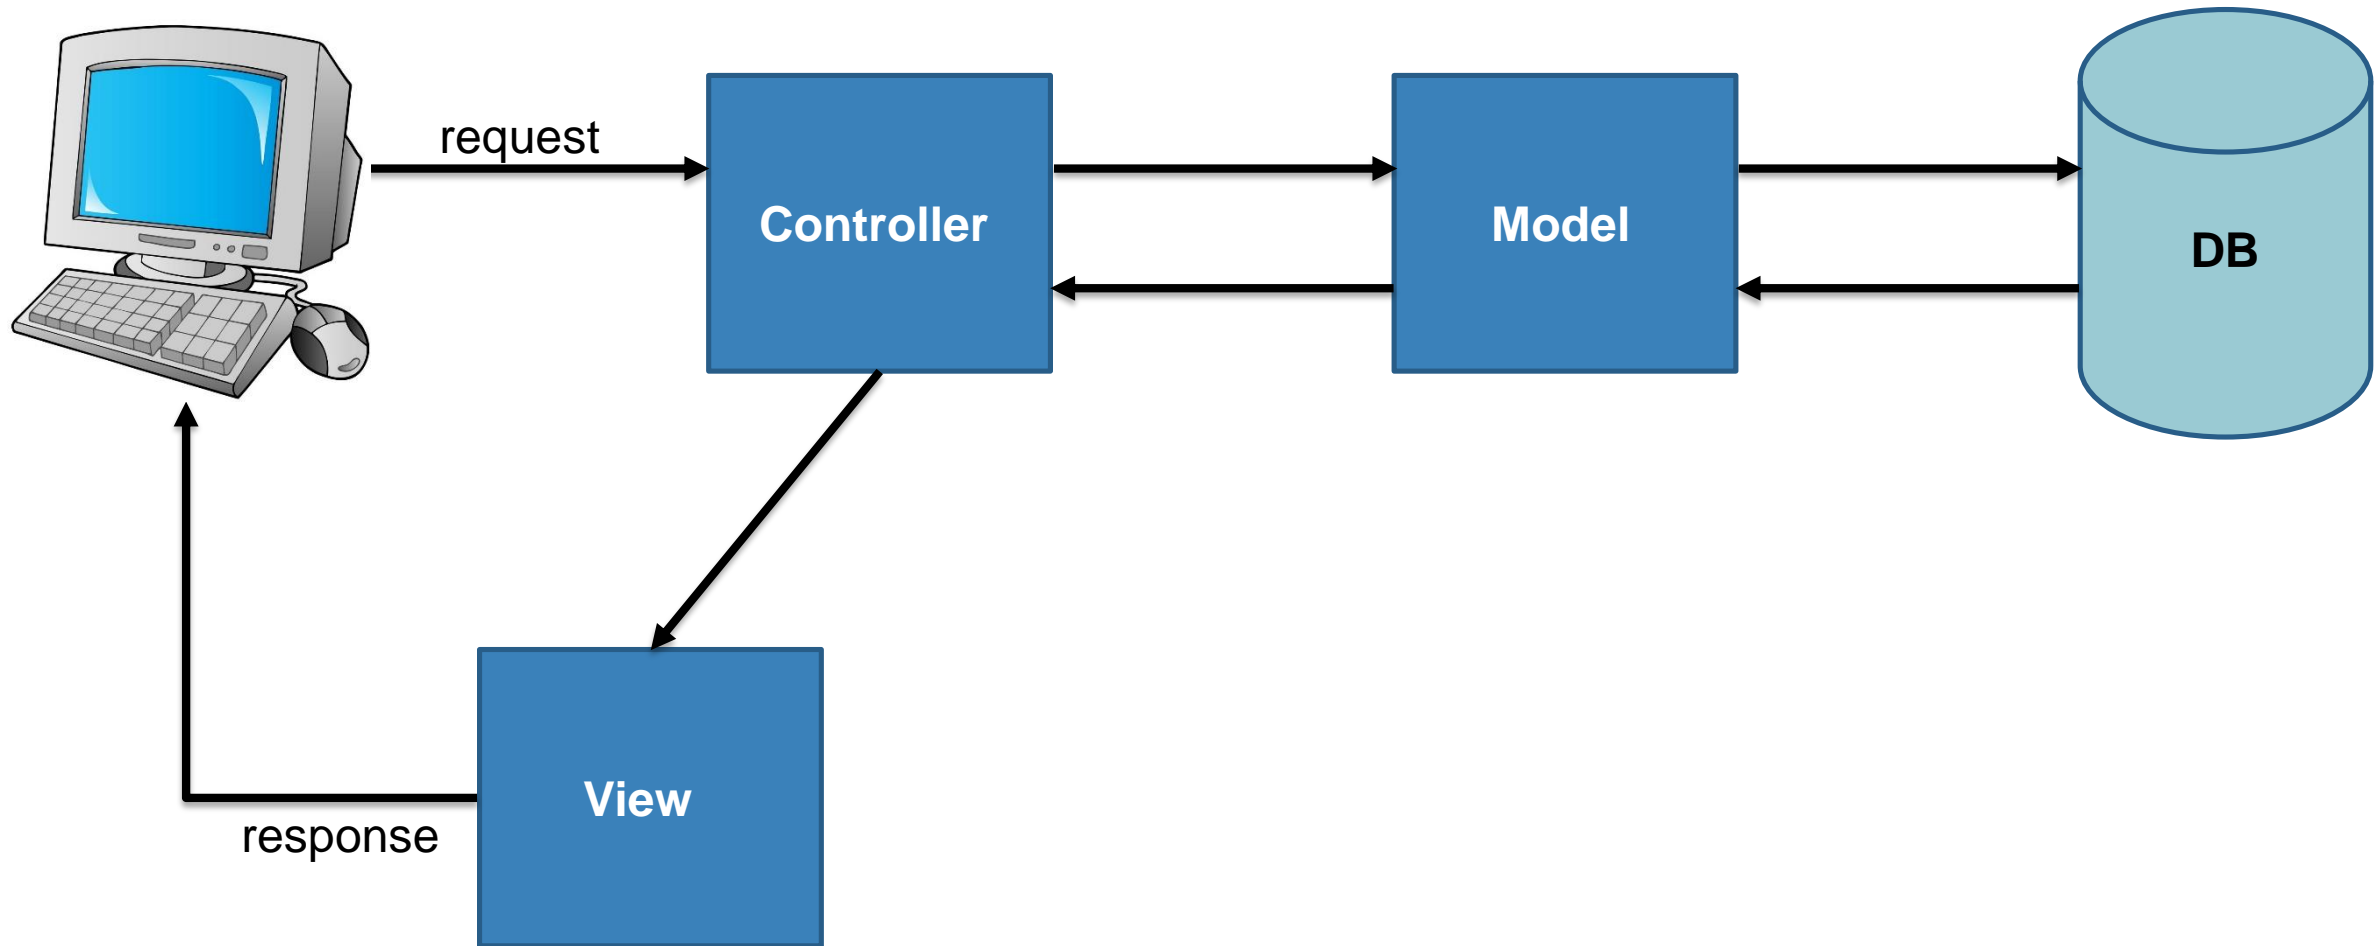 request
Controller
Model
DB
View
response